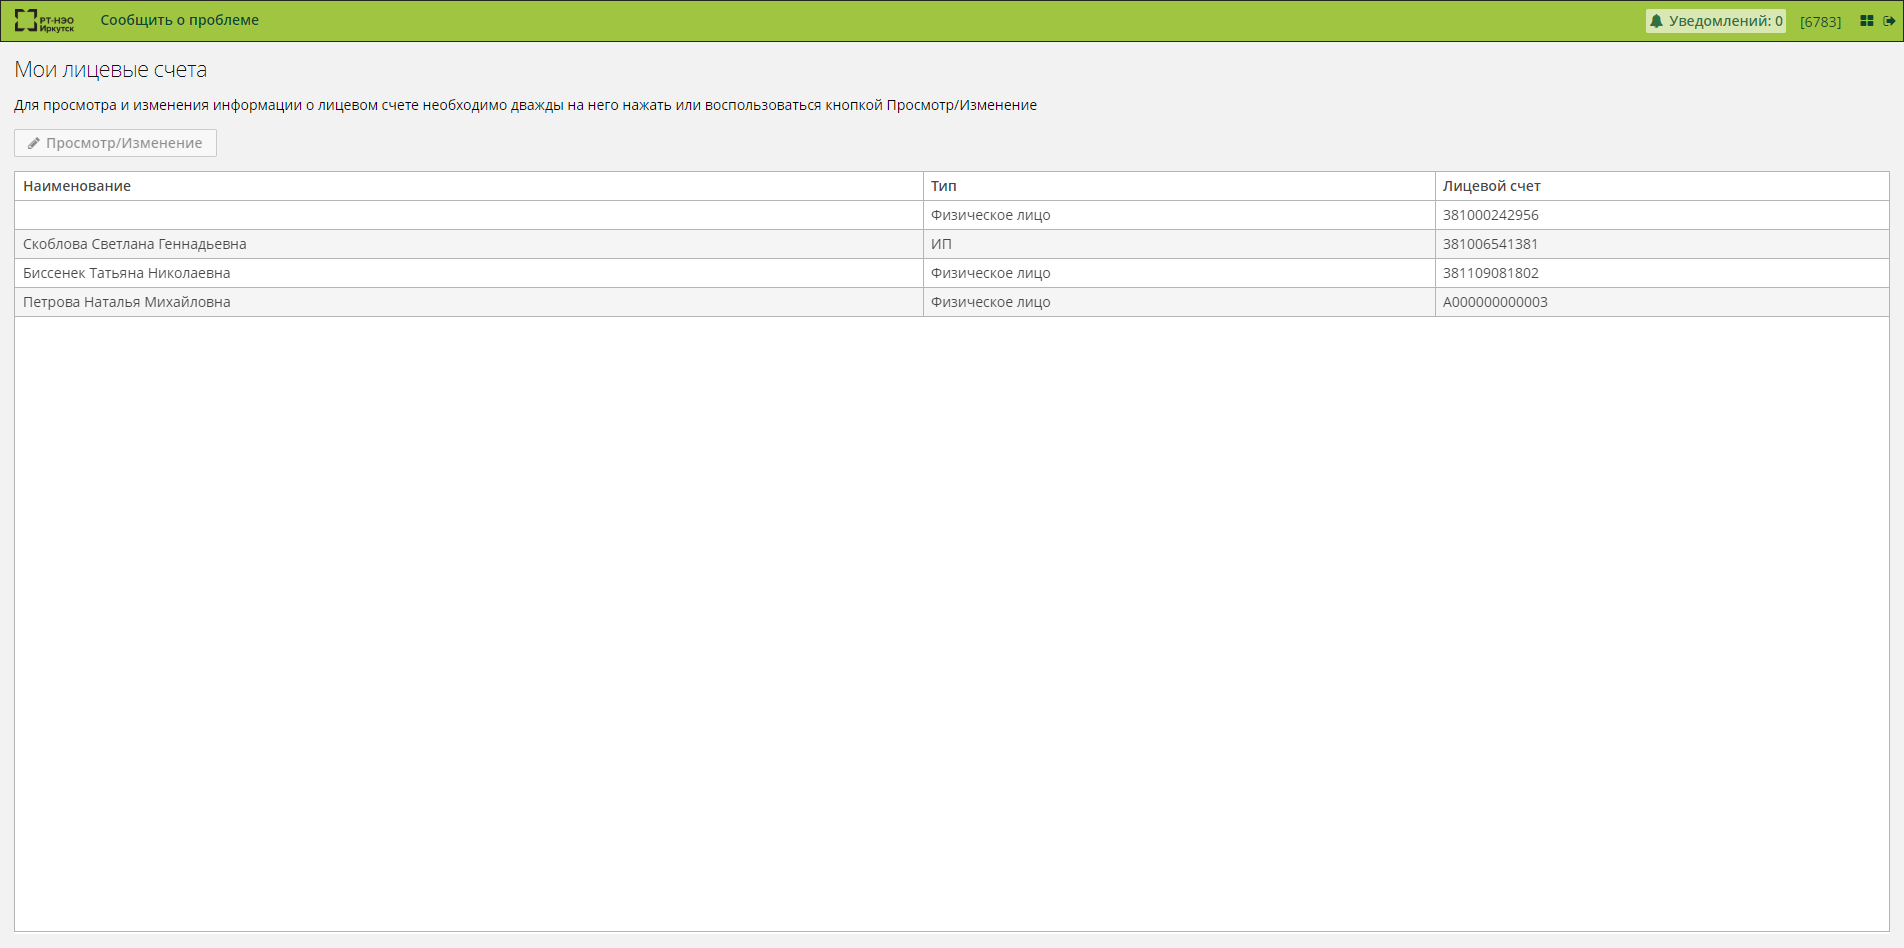 РТ-НЭО
Иркутск
Сообщить о проблеме
Уведомлений: 0
[6783]
Мои лицевые счета
Для просмотра и изменения информации о лицевом счете необходимо дважды на него нажать или воспользоваться кнопкой Просмотр/Изменение
Просмотр/Изменение
Наименование Тип Лицевой счет
Физическое лицо 381000242956
Скоблова Светлана Геннадьевна ИП 381006541381
Биссенек Татьяна Николаевна Физическое лицо 381109081802
Петрова Наталья Михайловна Физическое лицо А000000000003